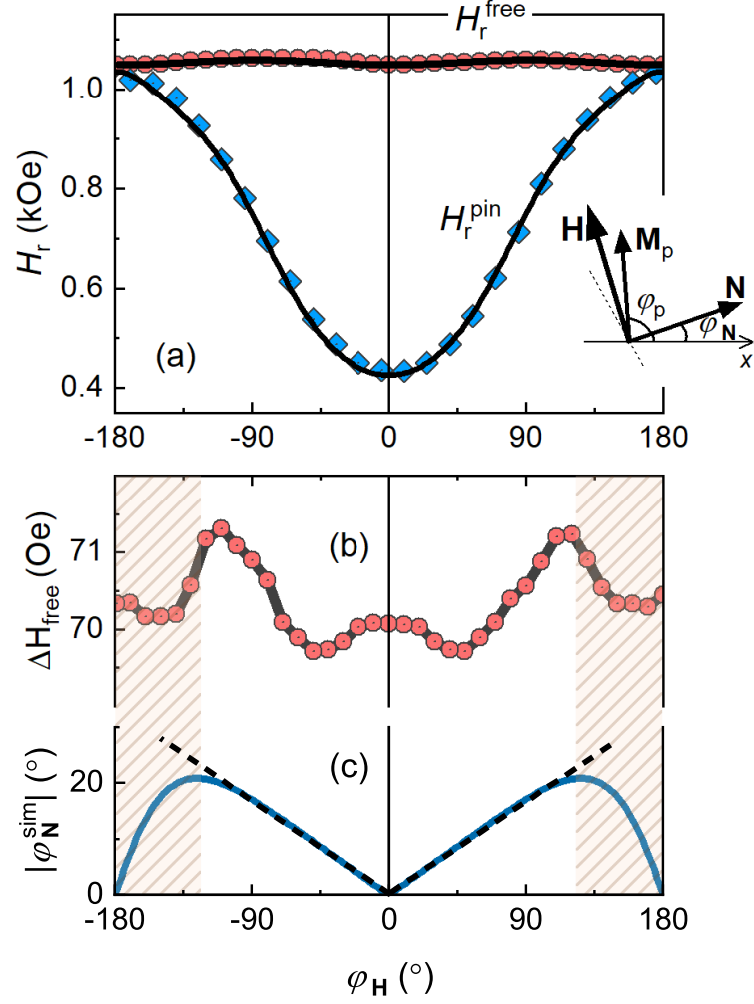 H_r^free
1.0
0.8
0.6
0.4
H_r (kOe)
H_r^pin
(a)
H
M_p
N
φ_p
φ_N
x
-180 -90 0 90 180
(b)
71
70
ΔH_free (Oe)
(c)
20
0
|φ_N^sim| (°)
-180 -90 0 90 180
φ_H (°)